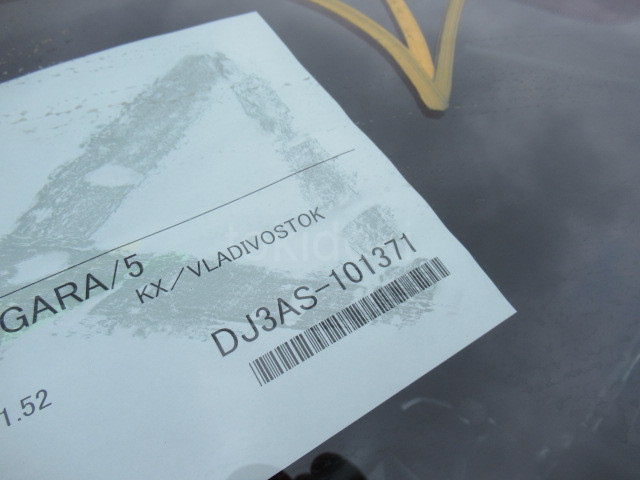 GARA/5
KX/VLADIVOSTOK
DJ3AS-101371
1.52